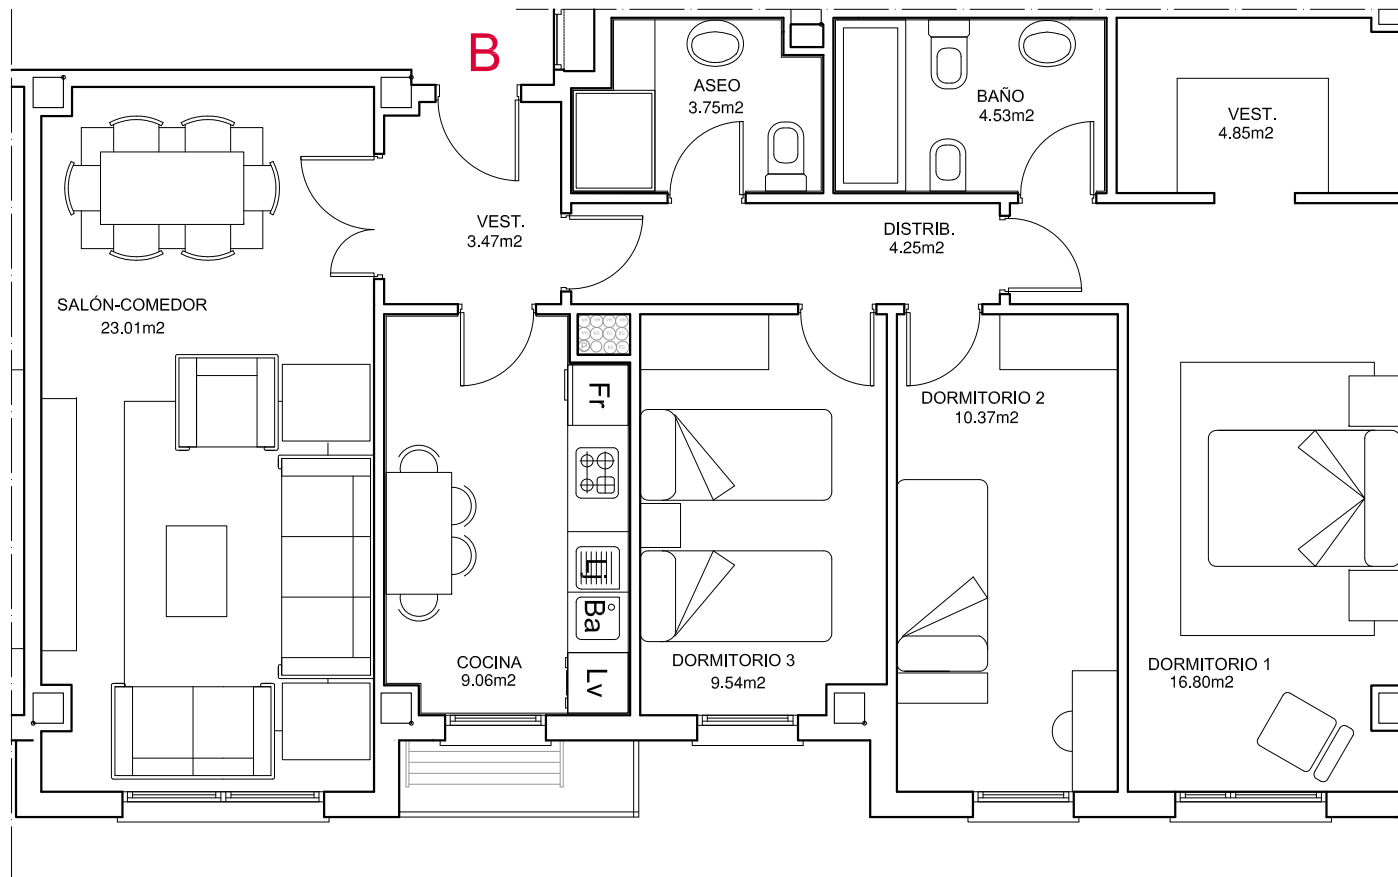 B
ASEO
3.75m2
BAÑO
4.53m2
VEST.
4.85m2
VEST.
3.47m2
DISTRIB.
4.25m2
SALÓN-COMEDOR
23.01m2
Fr
DORMITORIO 2
10.37m2
Lj
Ba
COCINA
9.06m2
Lv
DORMITORIO 3
9.54m2
DORMITORIO 1
16.80m2